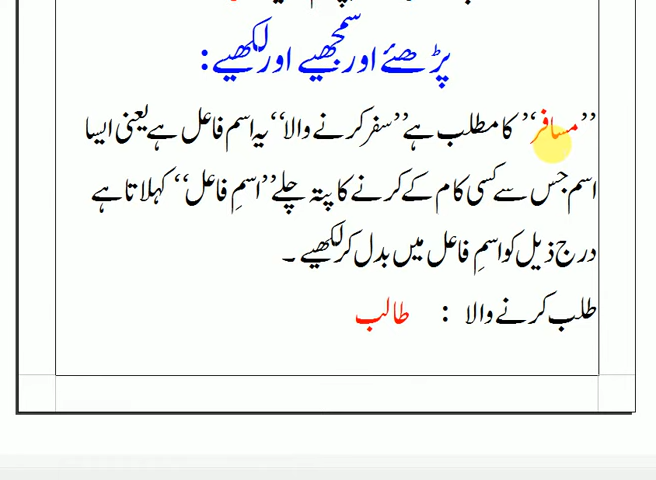 پڑھئے اور سمجھیے اور لکھیے:
’’مسافر‘‘ کا مطلب ہے’’سفر کرنے والا‘‘یہ اسم فاعل ہے یعنی ایسا
اسم جس سے کسی کام کے کرنے کا پتہ چلے’’اسمِ فاعل‘‘ کہلاتا ہے
درج ذیل کو اسمِ فاعل میں بدل کر لکھیے ۔
طلب کرنے والا : طالب